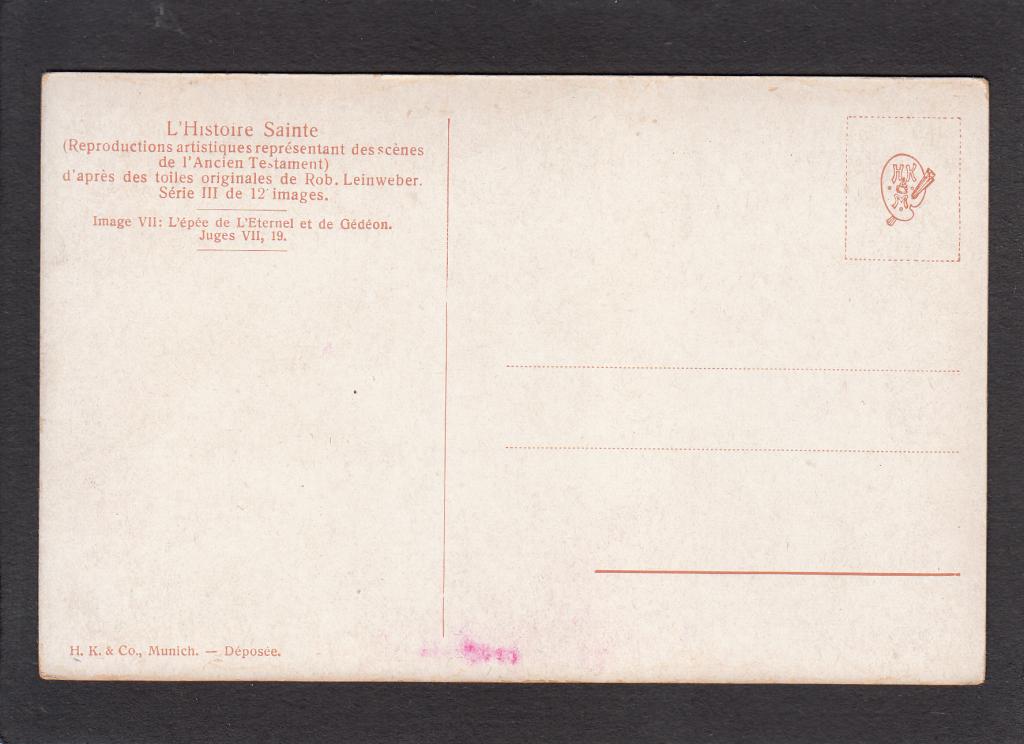 L'Histoire Sainte
(Reproductions artistiques représentant des scènes
de l'Ancien Testament)
d'après des toiles originales de Rob. Leinweber.
Série III de 12 images.
Image VII: L'épée de L'Eternel et de Gédéon.
Juges VII, 19.
H. K. & Co., Munich. — Déposée.
HK
&
M